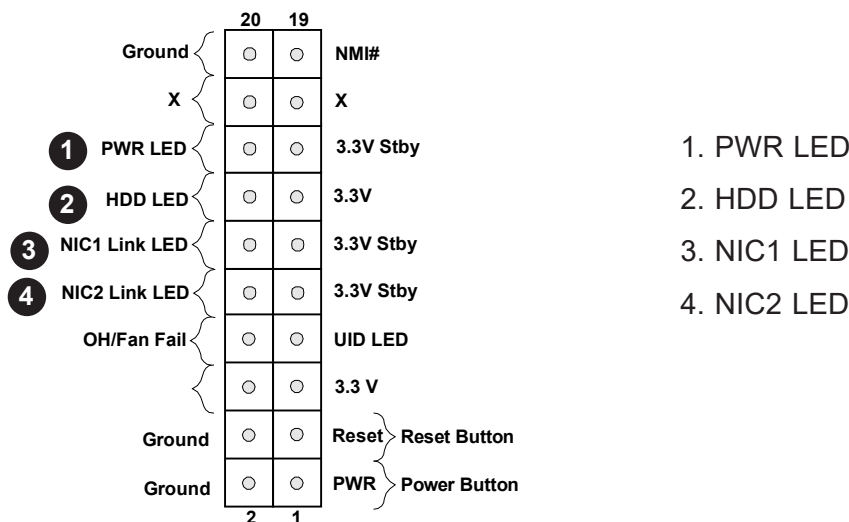 20 19
Ground NMI#
X X
1 PWR LED 3.3V Stby
2 HDD LED 3.3V
3 NIC1 Link LED 3.3V Stby
4 NIC2 Link LED 3.3V Stby
OH/Fan Fail UID LED
3.3 V
Ground Reset Reset Button
Ground PWR Power Button
2 1
1. PWR LED
2. HDD LED
3. NIC1 LED
4. NIC2 LED